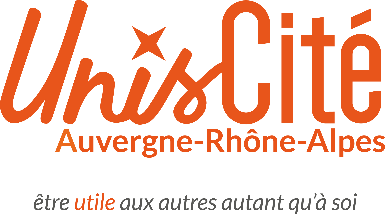 UnisCité
Auvergne-Rhône-Alpes
être utile aux autres autant qu'à soi